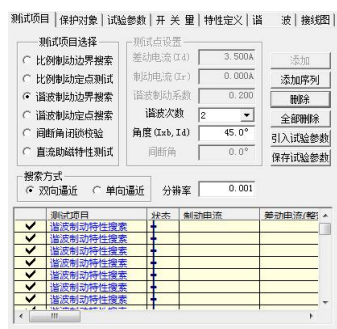 测试项目 保护对象 试验参数 开 关 量 特性定义 谐 波 接线图
测试项目选择
比例制动边界搜索
比例制动定点测试
谐波制动边界搜索
谐波制动定点搜索
间断角闭锁校验
直流助磁特性测试
测试点设置
差动电流(Id) 3.500A
制动电流(Ir) 0.000A
谐波制动系数 0.200
谐波次数 2
角度(Ixb,Id) 45.0°
间断角 0.0°
添加
添加序列
删除
全部删除
引入试验参数
保存试验参数
搜索方式
双向逼近 单向逼近 分辨率 0.001
测试项目 状态 制动电流 差动电流(整
谐波制动特性搜索
谐波制动特性搜索
谐波制动特性搜索
谐波制动特性搜索
谐波制动特性搜索
谐波制动特性搜索
谐波制动特性搜索